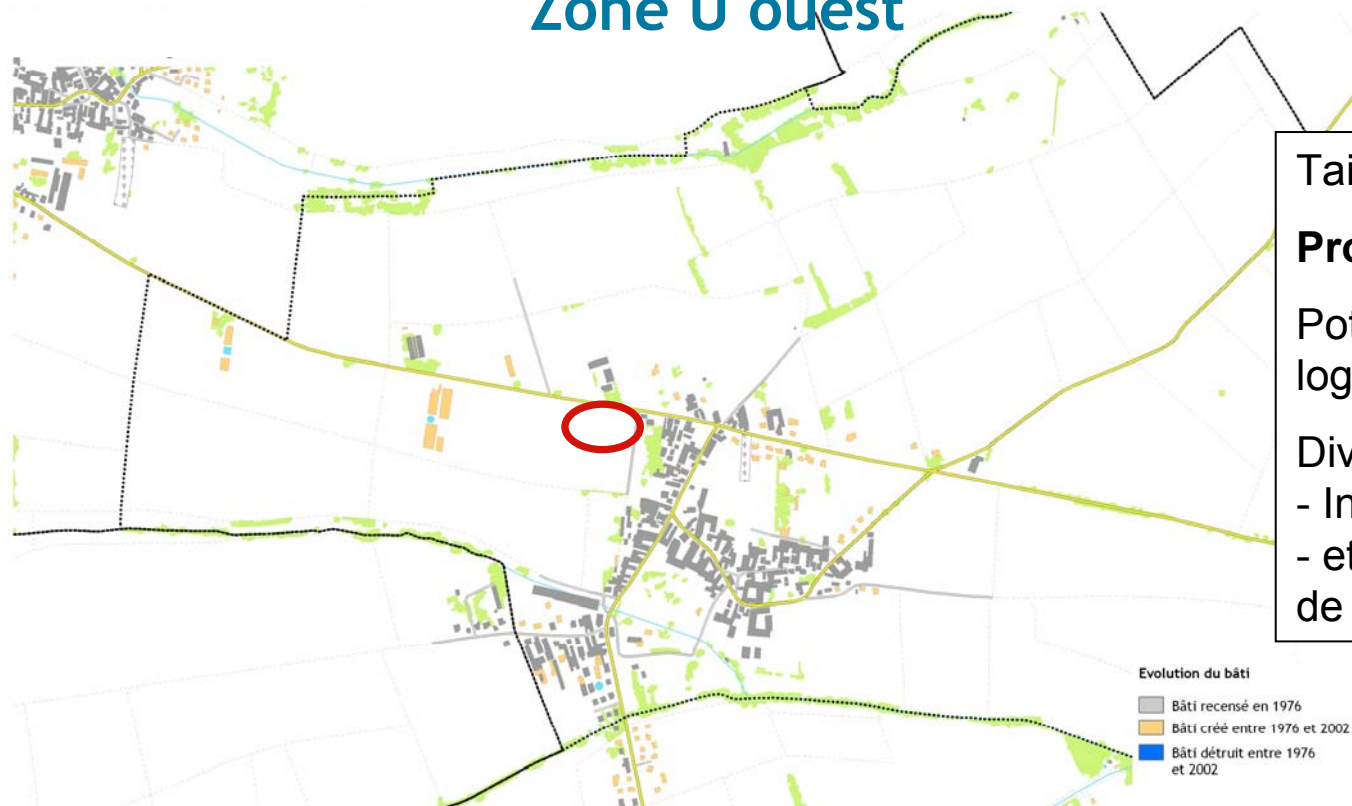 Zone U ouest
Tai
Pro
Pot
log
Div
- In
- et
de
Evolution du bâti
Bâti recensé en 1976
Bâti créé entre 1976 et 2002
Bâti détruit entre 1976
et 2002